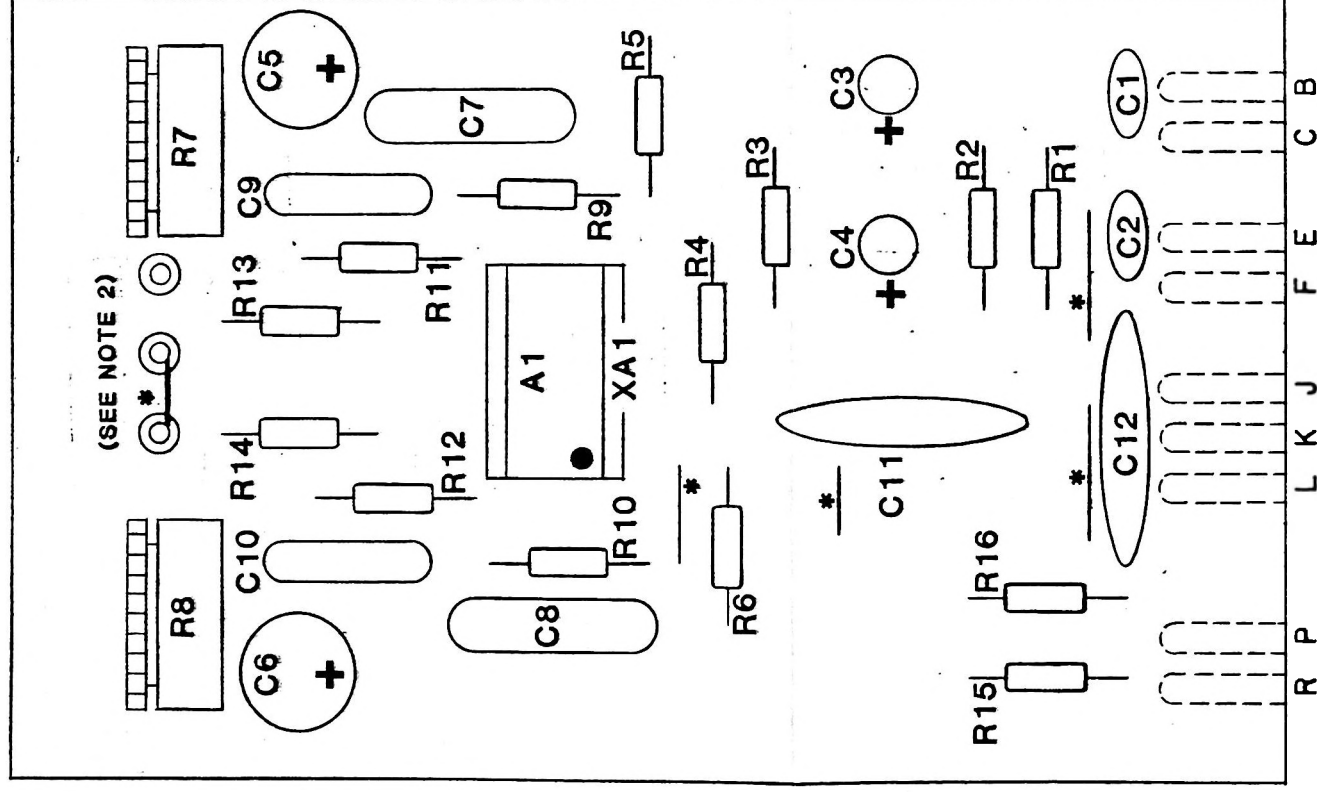 R7
C5
+
C7
R5
C9
R9
R11
R13
(SEE NOTE 2)
*
A1
XA1
R14
R12
R10
C10
R8
C6
+
C8
R6
*
R4
R3
C3
+
C4
+
R2
R1
*
C1
C2
C11
*
C12
*
R16
R15
B
C
E
F
J
K
L
P
R